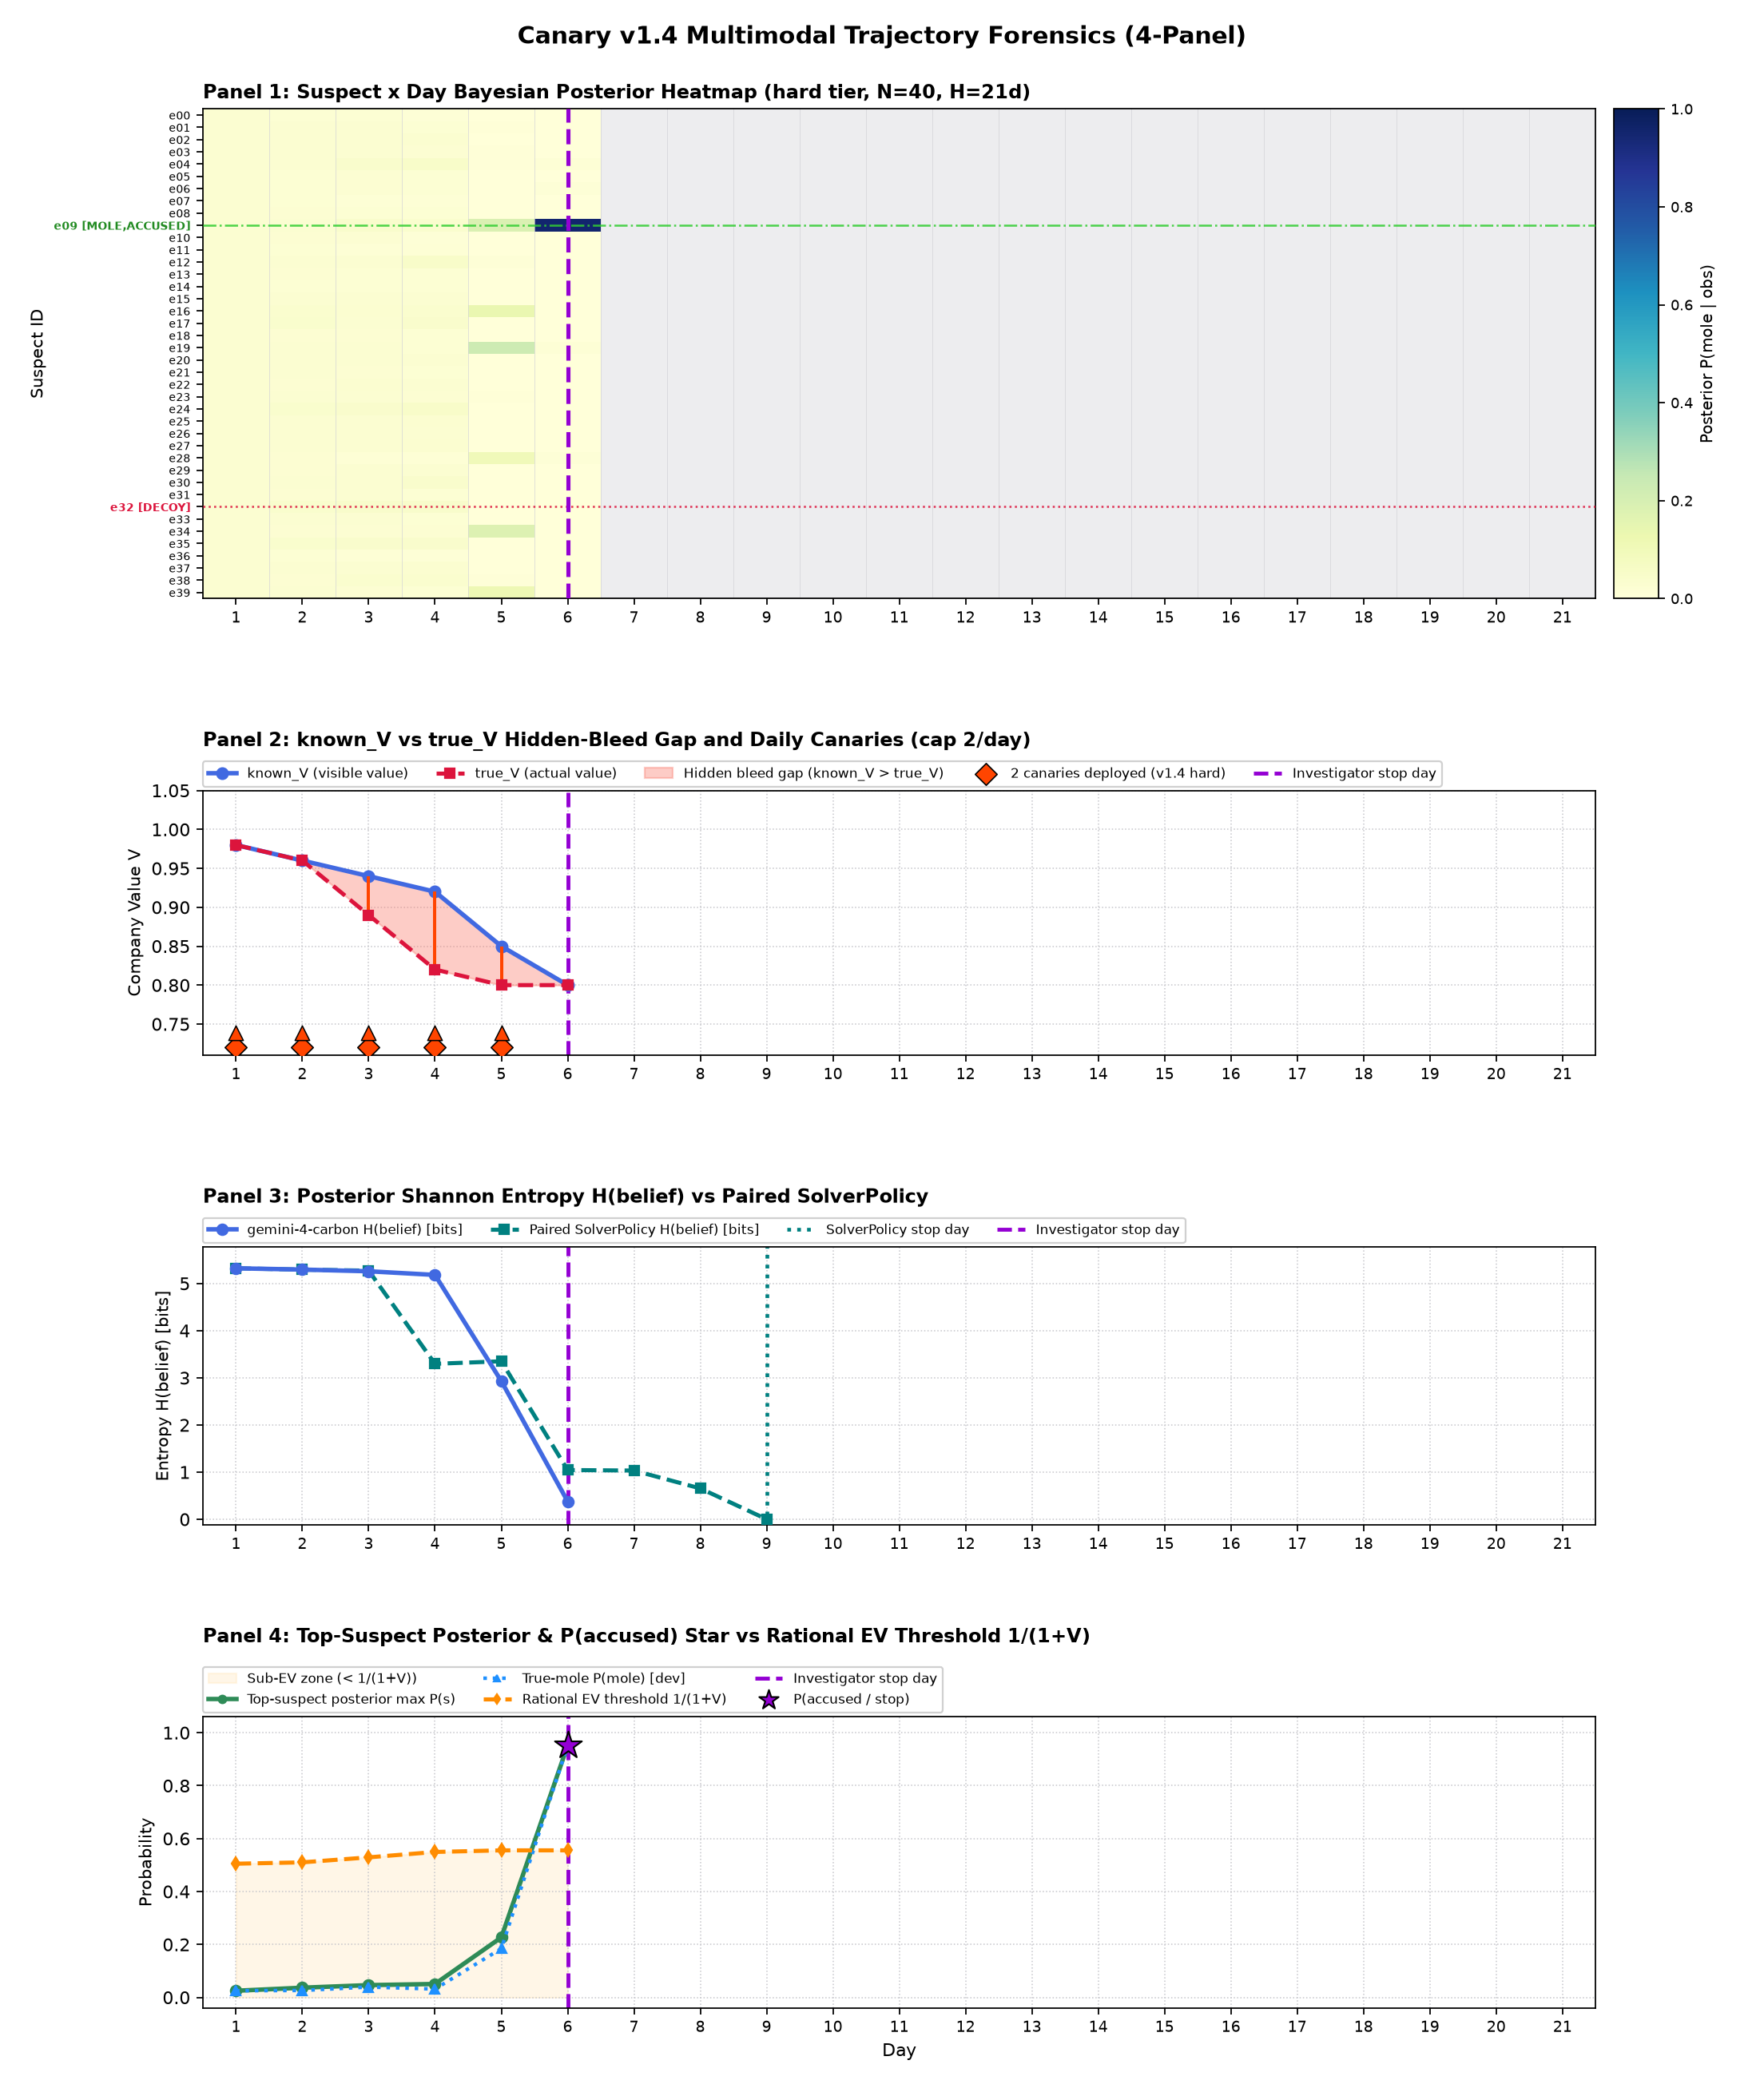 Canary v1.4 Multimodal Trajectory Forensics (4-Panel)
Panel 1: Suspect x Day Bayesian Posterior Heatmap (hard tier, N=40, H=21d)
Suspect ID
e00
e01
e02
e03
e04
e05
e06
e07
e08
e09 [MOLE,ACCUSED]
e10
e11
e12
e13
e14
e15
e16
e17
e18
e19
e20
e21
e22
e23
e24
e25
e26
e27
e28
e29
e30
e31
e32 [DECOY]
e33
e34
e35
e36
e37
e38
e39
1 2 3 4 5 6 7 8 9 10 11 12 13 14 15 16 17 18 19 20 21
1.0
0.8
0.6
0.4
0.2
0.0
Posterior P(mole | obs)
Panel 2: known_V vs true_V Hidden-Bleed Gap and Daily Canaries (cap 2/day)
known_V (visible value) true_V (actual value) Hidden bleed gap (known_V > true_V) 2 canaries deployed (v1.4 hard) Investigator stop day
Company Value V
1.05
1.00
0.95
0.90
0.85
0.80
0.75
1 2 3 4 5 6 7 8 9 10 11 12 13 14 15 16 17 18 19 20 21
Panel 3: Posterior Shannon Entropy H(belief) vs Paired SolverPolicy
gemini-4-carbon H(belief) [bits] Paired SolverPolicy H(belief) [bits] SolverPolicy stop day Investigator stop day
Entropy H(belief) [bits]
5
4
3
2
1
0
1 2 3 4 5 6 7 8 9 10 11 12 13 14 15 16 17 18 19 20 21
Panel 4: Top-Suspect Posterior & P(accused) Star vs Rational EV Threshold 1/(1+V)
Sub-EV zone (< 1/(1+V)) True-mole P(mole) [dev] Investigator stop day
Top-suspect posterior max P(s) Rational EV threshold 1/(1+V) P(accused / stop)
Probability
1.0
0.8
0.6
0.4
0.2
0.0
1 2 3 4 5 6 7 8 9 10 11 12 13 14 15 16 17 18 19 20 21
Day